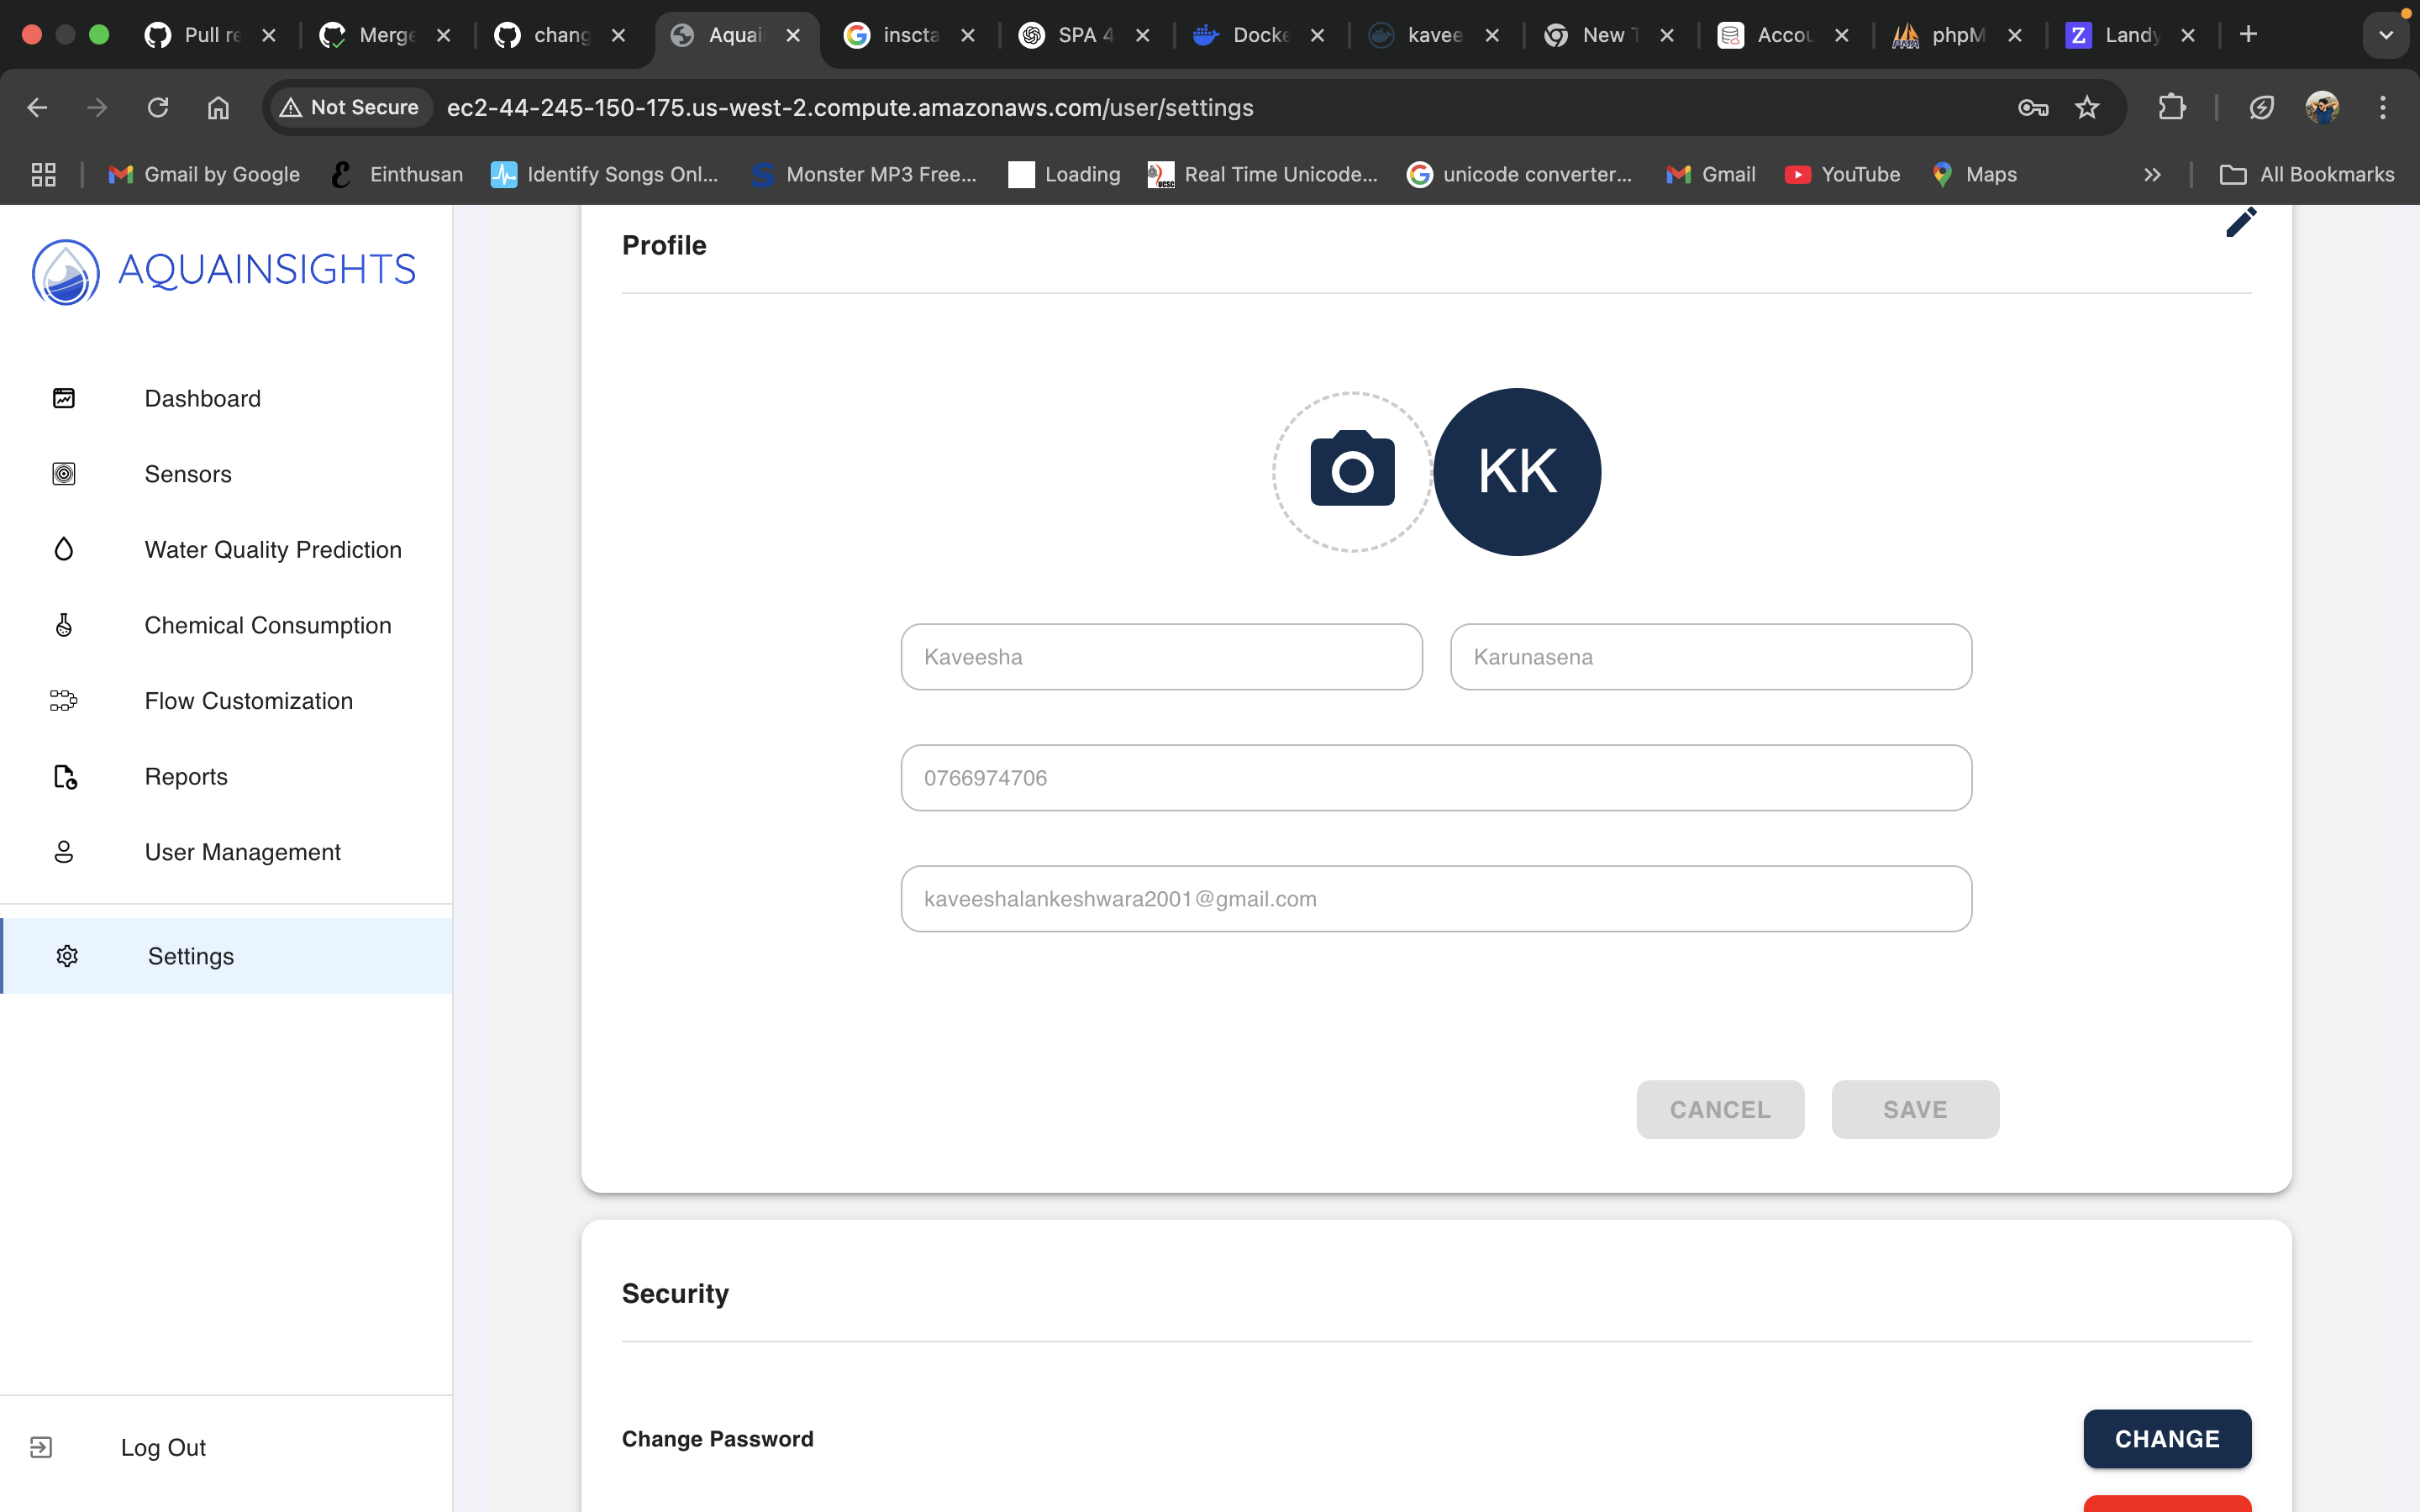 Pull re
Merge
chang
Aquai
inscta
SPA 4
Docke
kavee
New T
Accou
phpM
Landy
Not Secure
ec2-44-245-150-175.us-west-2.compute.amazonaws.com/user/settings
Gmail by Google
Einthusan
Identify Songs Onl...
Monster MP3 Free...
Loading
Real Time Unicode...
unicode converter...
Gmail
YouTube
Maps
All Bookmarks
AQUAINSIGHTS
Dashboard
Sensors
Water Quality Prediction
Chemical Consumption
Flow Customization
Reports
User Management
Settings
Log Out
Profile
KK
Kaveesha
Karunasena
0766974706
kaveeshalankeshwara2001@gmail.com
CANCEL
SAVE
Security
Change Password
CHANGE